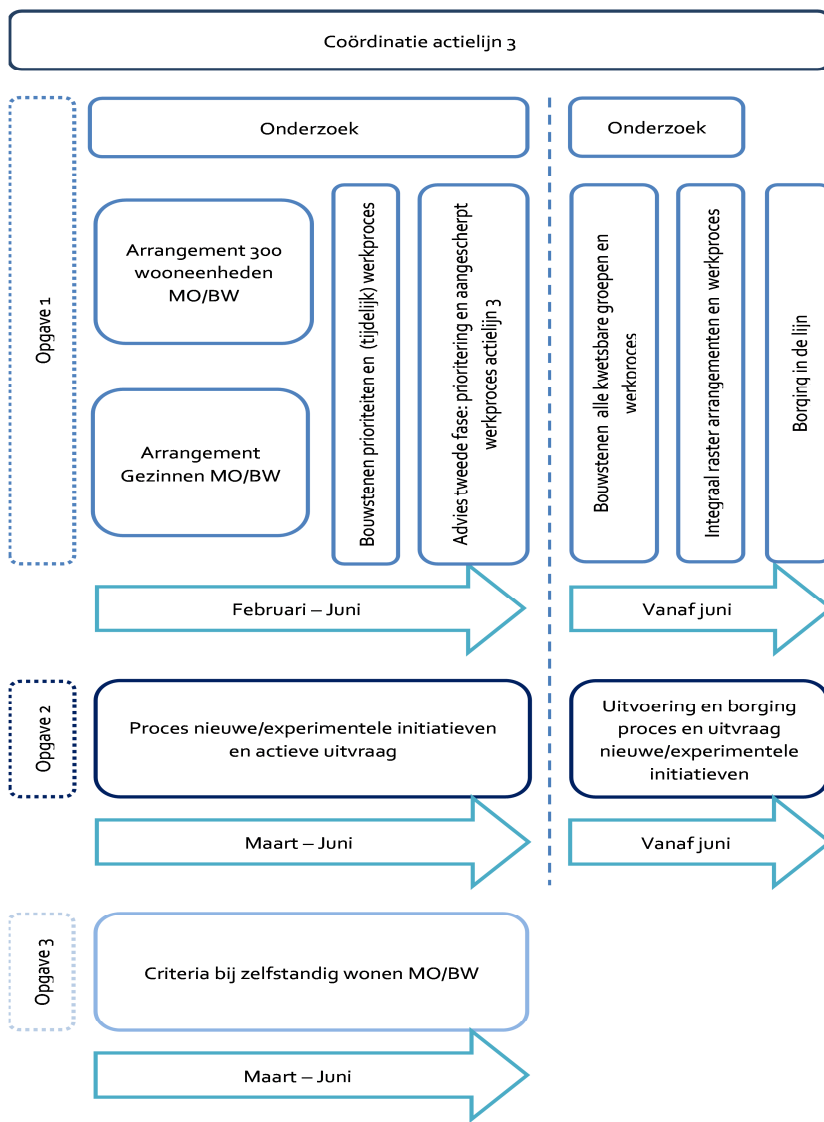 Coördinatie actielijn 3
Opgave 1
Onderzoek
Arrangement 300
wooneenheden
MO/BW
Arrangement
Gezinnen MO/BW
Bouwstenen prioriteiten en (tijdelijk) werkproces
Advies tweede fase: prioritering en aangescherpt
werkproces actielijn 3
Februari – Juni
Onderzoek
Bouwstenen alle kwetsbare groepen en
werkproces
Integraal raster arrangementen en werkproces
Borging in de lijn
Vanaf juni
Opgave 2
Proces nieuwe/experimentele initiatieven
en actieve uitvraag
Maart – Juni
Uitvoering en borging
proces en uitvraag
nieuwe/experimentele
initiatieven
Vanaf juni
Opgave 3
Criteria bij zelfstandig wonen MO/BW
Maart – Juni